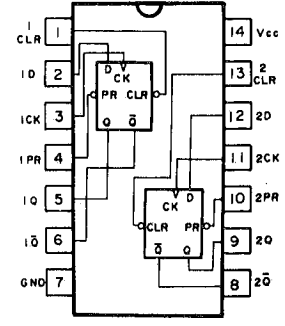 1 CLR 1
1D 2
1CK 3
1PR 4
1Q 5
1Q̅ 6
GND 7
14 Vcc
13 2 CLR
12 2D
11 2CK
10 2PR
9 2Q
8 2Q̅
D CK
PR CLR
Q Q̅
CK D
CLR PR
Q̅ Q